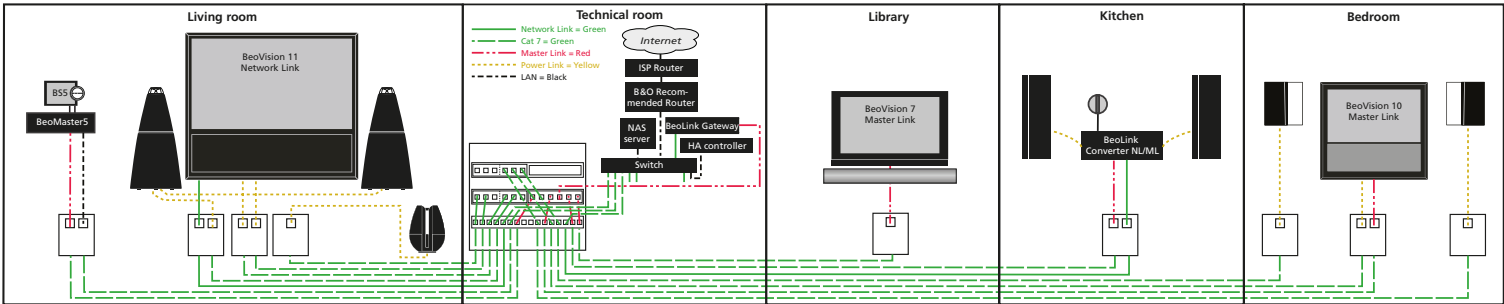 Living room
BeoVision 11
Network Link
BS5
BeoMaster5
Technical room
Network Link = Green
Cat 7 = Green
Master Link = Red
Power Link = Yellow
LAN = Black
Internet
ISP Router
B&O Recom-
mended Router
NAS
server
BeoLink Gateway
HA controller
Switch
Library
BeoVision 7
Master Link
Kitchen
BeoLink
Converter NL/ML
Bedroom
BeoVision 10
Master Link